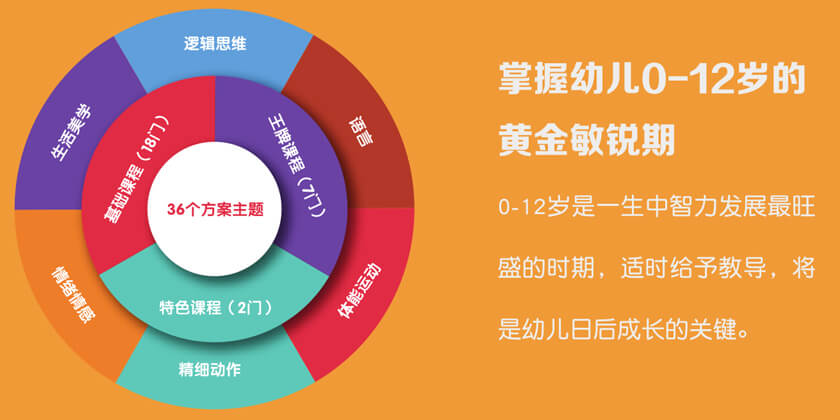 逻辑思维
语言
体能运动
精细动作
情绪情感
生活美学
基础课程（18门）
王牌课程（7门）
特色课程（2门）
36个方案主题
掌握幼儿0-12岁的
黄金敏锐期
0-12岁是一生中智力发展最旺
盛的时期，适时给予教导，将
是幼儿日后成长的关键。